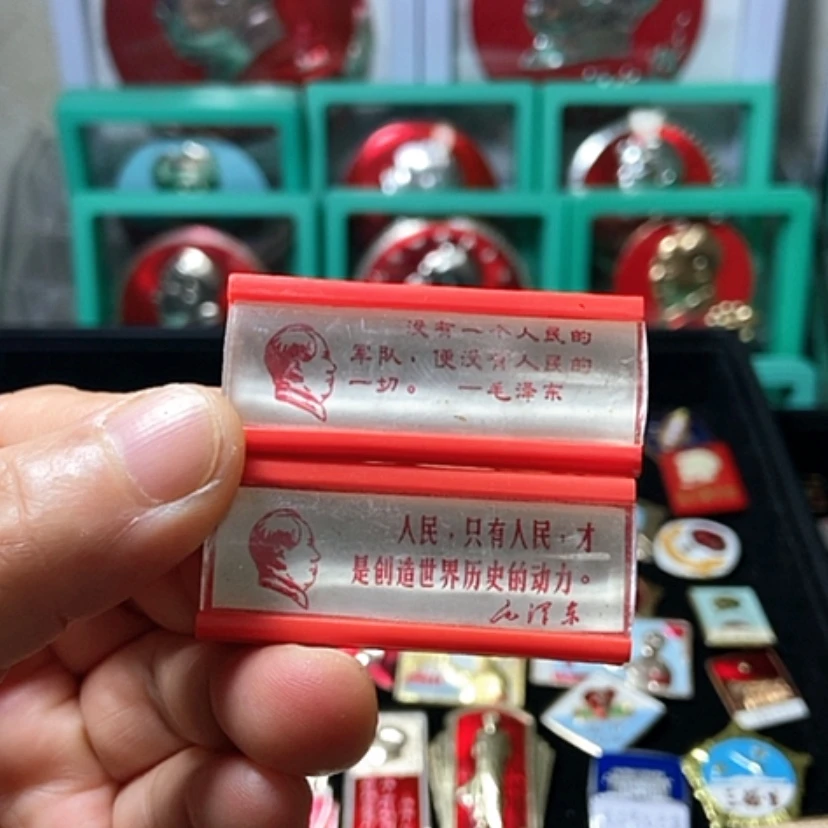 没有一个人民的
军队，便没有人民的
一切。 —毛泽东
人民，只有人民，才
是创造世界历史的动力。
毛泽东